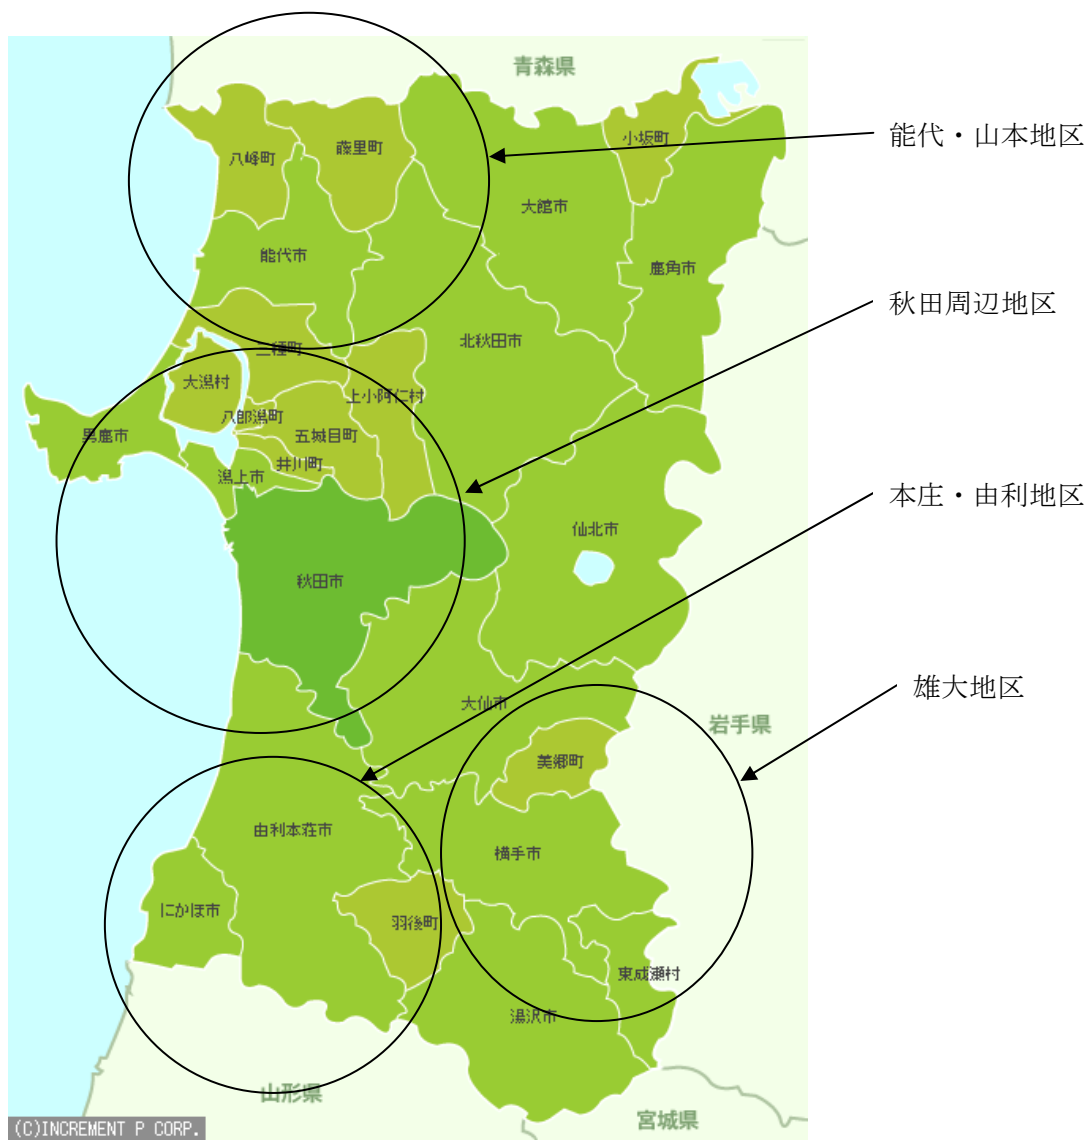 青森県
能代・山本地区
小坂町
藤里町
八峰町
大館市
能代市
鹿角市
秋田周辺地区
北秋田市
三種町
大潟村
上小阿仁村
八郎潟町
男鹿市
五城目町
井川町
潟上市
本庄・由利地区
仙北市
秋田市
雄大地区
大仙市
岩手県
美郷町
由利本荘市
横手市
にかほ市
羽後町
東成瀬村
湯沢市
山形県
宮城県
(C)INCREMENT P CORP.